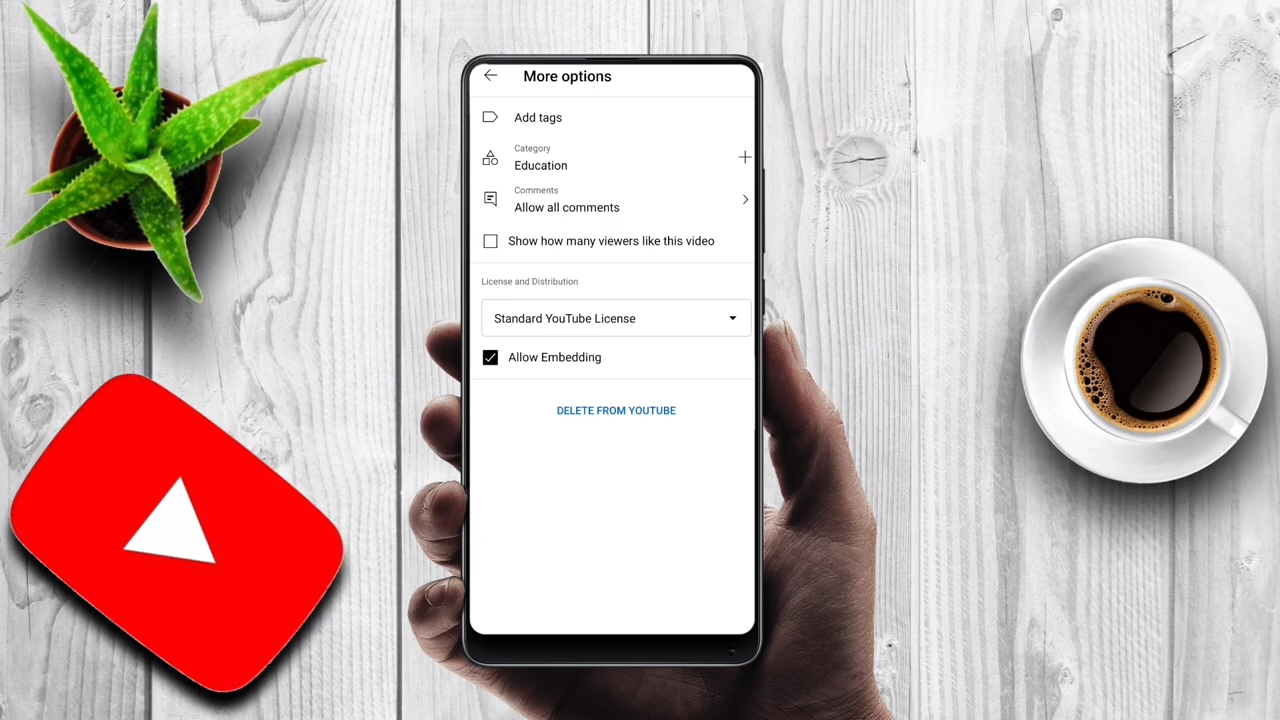 More options
Add tags
Category
Education
Comments
Allow all comments
Show how many viewers like this video
License and Distribution
Standard YouTube License
Allow Embedding
DELETE FROM YOUTUBE